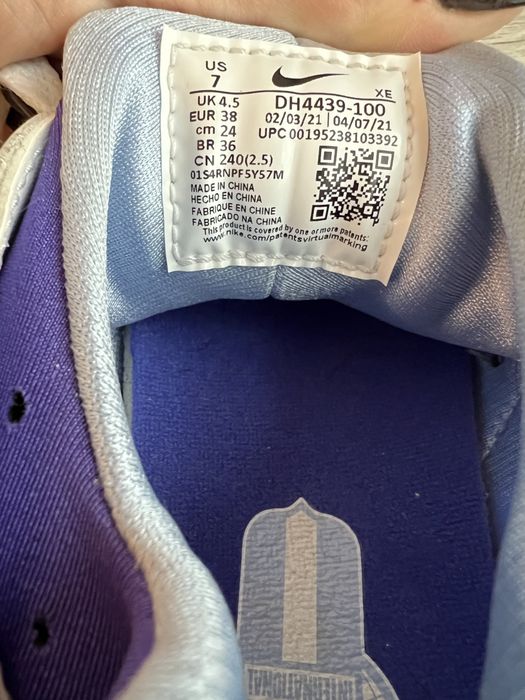 US
7
XE
UK 4.5
DH4439-100
EUR 38
02/03/21 | 04/07/21
cm 24
UPC 00195238103392
BR 36
CN 240(2.5)
01S4RNPF5Y57M
MADE IN CHINA
HECHO EN CHINA
FABRIQUE EN CHINE
FABRICADO NA CHINA
This product is covered by one or more patents:
www.nike.com/patentsvirtualmarking
INTERNATIONAL